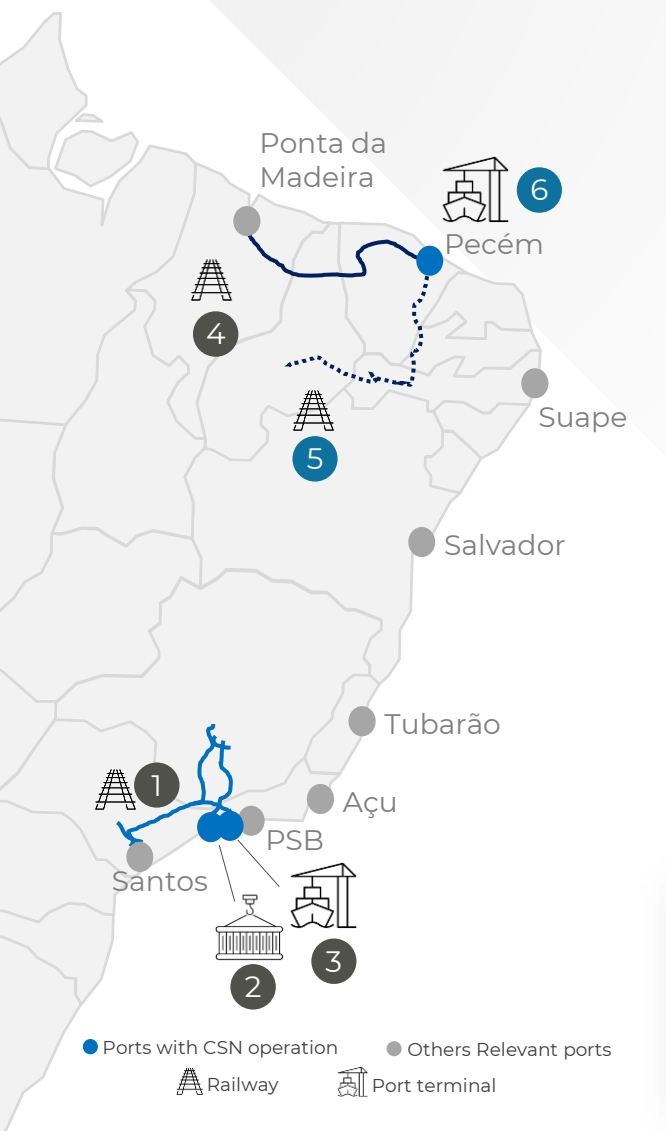 Ponta da
Madeira
6
Pecém
4
Suape
5
Salvador
Tubarão
1
Açu
PSB
Santos
3
2
Ports with CSN operation
Others Relevant ports
Railway
Port terminal